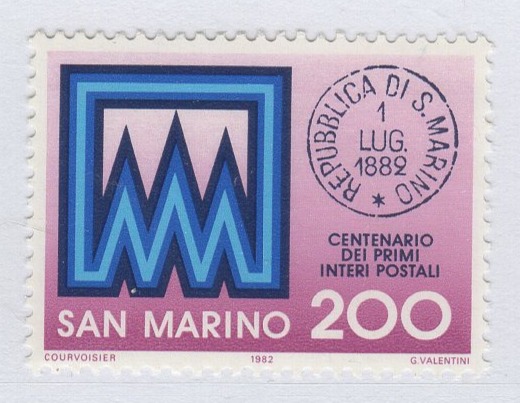 REPUBBLICA DI S. MARINO *
1
LUG.
1882
CENTENARIO
DEI PRIMI
INTERI POSTALI
SAN MARINO 200
COURVOISIER 1982 G. VALENTINI